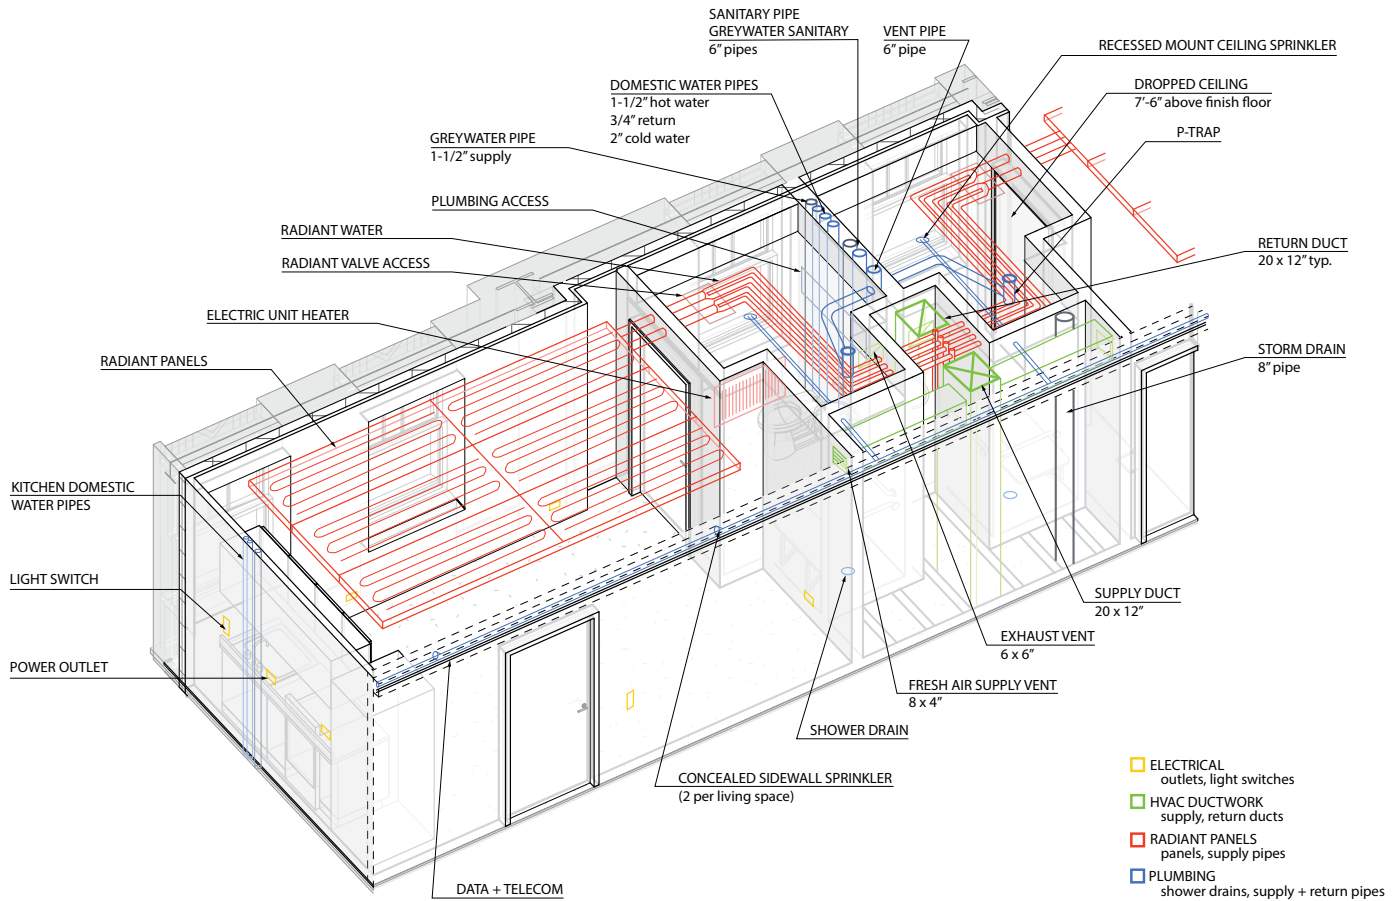 SANITARY PIPE
GREYWATER SANITARY
6" pipes
VENT PIPE
6" pipe
RECESSED MOUNT CEILING SPRINKLER
DOMESTIC WATER PIPES
1-1/2" hot water
3/4" return
2" cold water
DROPPED CEILING
7'-6" above finish floor
GREYWATER PIPE
1-1/2" supply
P-TRAP
PLUMBING ACCESS
RADIANT WATER
RADIANT VALVE ACCESS
RETURN DUCT
20 x 12" typ.
ELECTRIC UNIT HEATER
RADIANT PANELS
STORM DRAIN
8" pipe
KITCHEN DOMESTIC
WATER PIPES
LIGHT SWITCH
SUPPLY DUCT
20 x 12"
EXHAUST VENT
6 x 6"
POWER OUTLET
FRESH AIR SUPPLY VENT
8 x 4"
SHOWER DRAIN
CONCEALED SIDEWALL SPRINKLER
(2 per living space)
DATA + TELECOM
ELECTRICAL
outlets, light switches
HVAC DUCTWORK
supply, return ducts
RADIANT PANELS
panels, supply pipes
PLUMBING
shower drains, supply + return pipes